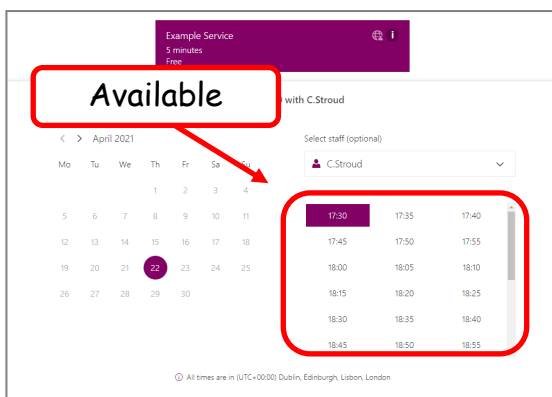 Example Service
5 minutes
Free
i
Available
with C.Stroud
April 2021
Select staff (optional)
C.Stroud
Mo Tu We Th Fr Sa Su
1 2 3 4
5 6 7 8 9 10 11
12 13 14 15 16 17 18
19 20 21 22 23 24 25
26 27 28 29 30
17:30 17:35 17:40
17:45 17:50 17:55
18:00 18:05 18:10
18:15 18:20 18:25
18:30 18:35 18:40
18:45 18:50 18:55
All times are in (UTC+00:00) Dublin, Edinburgh, Lisbon, London